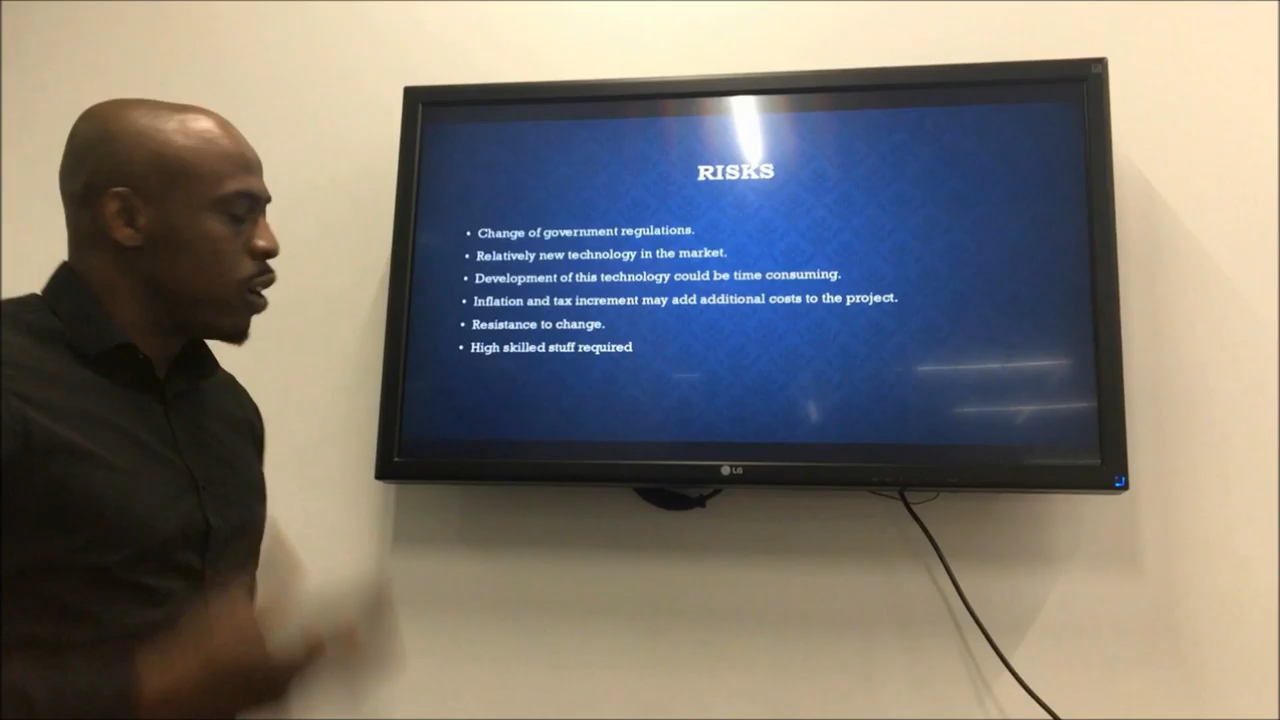 RISKS
• Change of government regulations.
• Relatively new technology in the market.
• Development of this technology could be time consuming.
• Inflation and tax increment may add additional costs to the project.
• Resistance to change.
• High skilled stuff required
LG